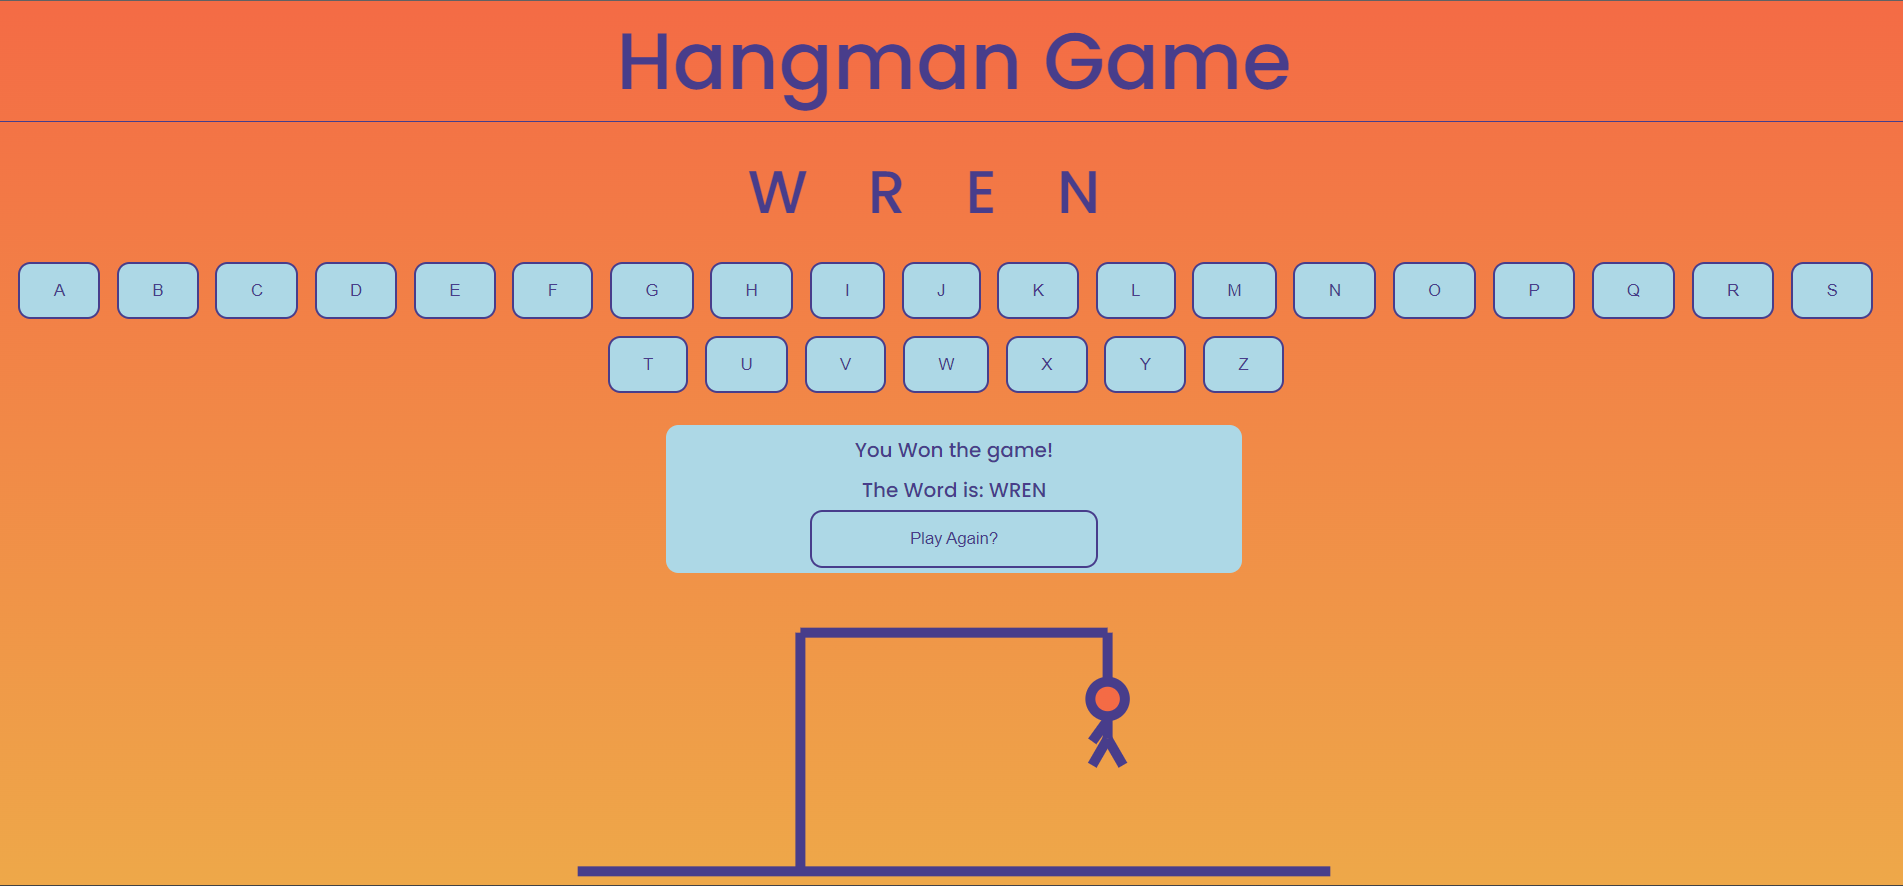 Hangman Game
W R E N
A B C D E F G H I J K L M N O P Q R S
T U V W X Y Z
You Won the game!
The Word is: WREN
Play Again?